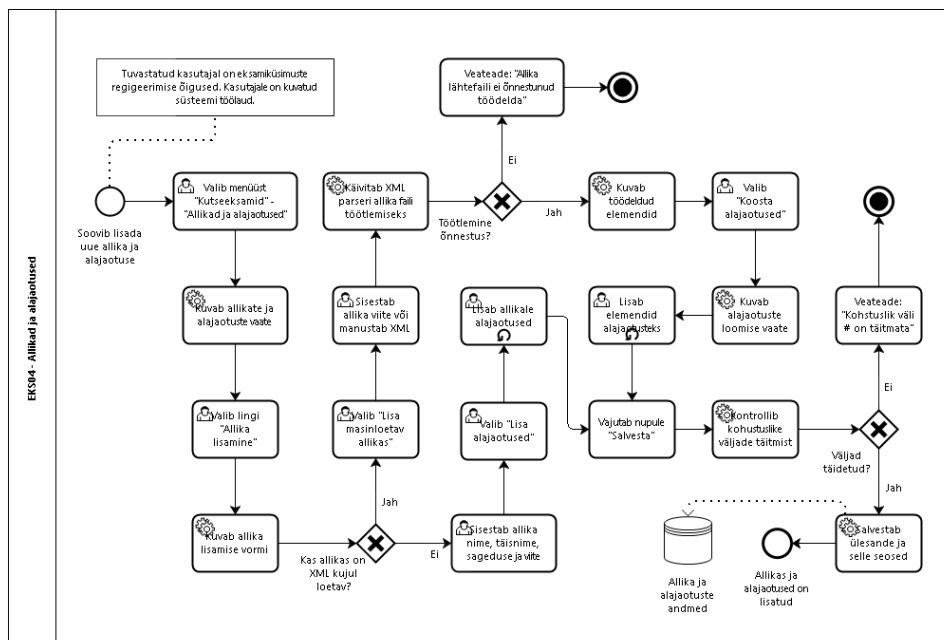 EKS04 - Allikad ja alajaotused
Tuvastatud kasutajal on eksamiküsimuste
regigeerimise õigused. Kasutajale on kuvatud
süsteemi töölaud.
Soovib lisada
uue allika ja
alajaotuse
Valib menüüst
"Kutseeksamid" -
"Allikad ja alajaotused"
Kuvab allikate ja
alajaotuste vaate
Valib lingi
"Allika
lisamine"
Kuvab allika
lisamise vormi
Kas allikas on
XML kujul
loetav?
Jah
Ei
Valib "Lisa
masinloetav
allikas"
Sisestab
allika viite või
manustab XML
Käivitab XML
parseri allika faili
töötlemiseks
Töötlemine
õnnestus?
Ei
Jah
Veateade: "Allika
lähtefaili ei õnnestunud
töödelda"
Kuvab
töödeldud
elemendid
Valib
"Koosta
alajaotused"
Kuvab
alajaotuste
loomise vaate
Lisab
elemendid
alajaotusteks
Sisestab allika
nime, täisnime,
sageduse ja viite
Valib "Lisa
alajaotused"
Lisab allikale
alajaotused
Vajutab nupule
"Salvesta"
Kontrollib
kohustuslike
väljade täitmist
Väljad
täidetud?
Ei
Jah
Veateade:
"Kohstuslik väli
# on täitmata"
Salvestab
ülesande ja
selle seosed
Allika ja
alajaotuste
andmed
Allikas ja
alajaotused on
lisatud